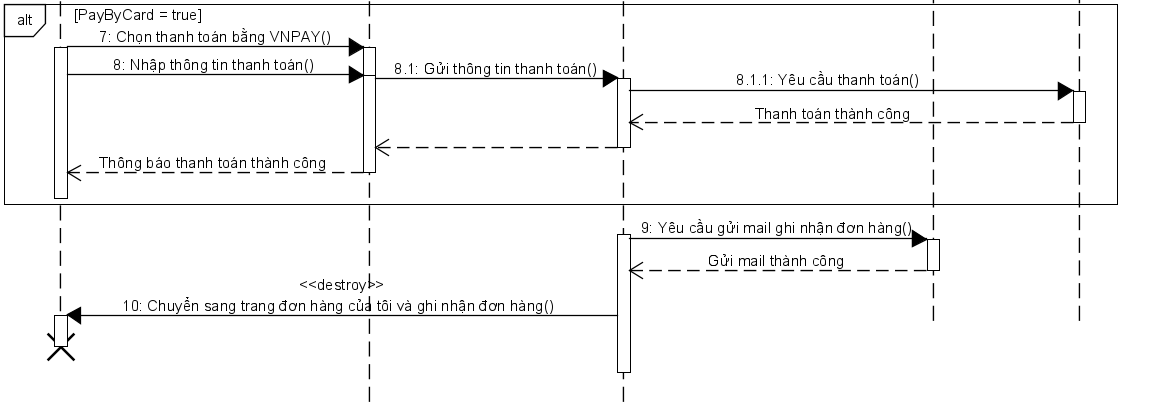 alt
[PayByCard = true]
7: Chọn thanh toán bằng VNPAY()
8: Nhập thông tin thanh toán()
8.1: Gửi thông tin thanh toán()
8.1.1: Yêu cầu thanh toán()
Thanh toán thành công
Thông báo thanh toán thành công
9: Yêu cầu gửi mail ghi nhận đơn hàng()
Gửi mail thành công
<<destroy>>
10: Chuyển sang trang đơn hàng của tôi và ghi nhận đơn hàng()